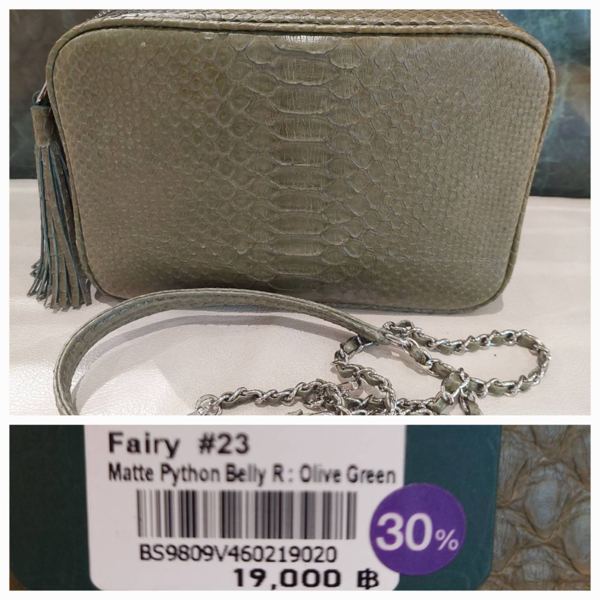 Fairy #23
Matte Python Belly R : Olive Green
30%
BS9809V460219020
19,000 ฿